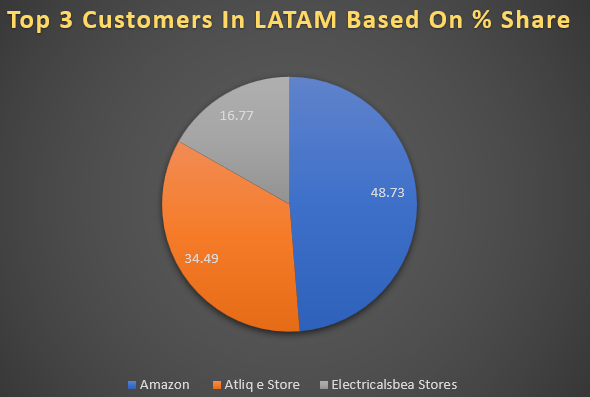 Top 3 Customers In LATAM Based On % Share
16.77
48.73
34.49
Amazon Atliq e Store Electricalsbea Stores